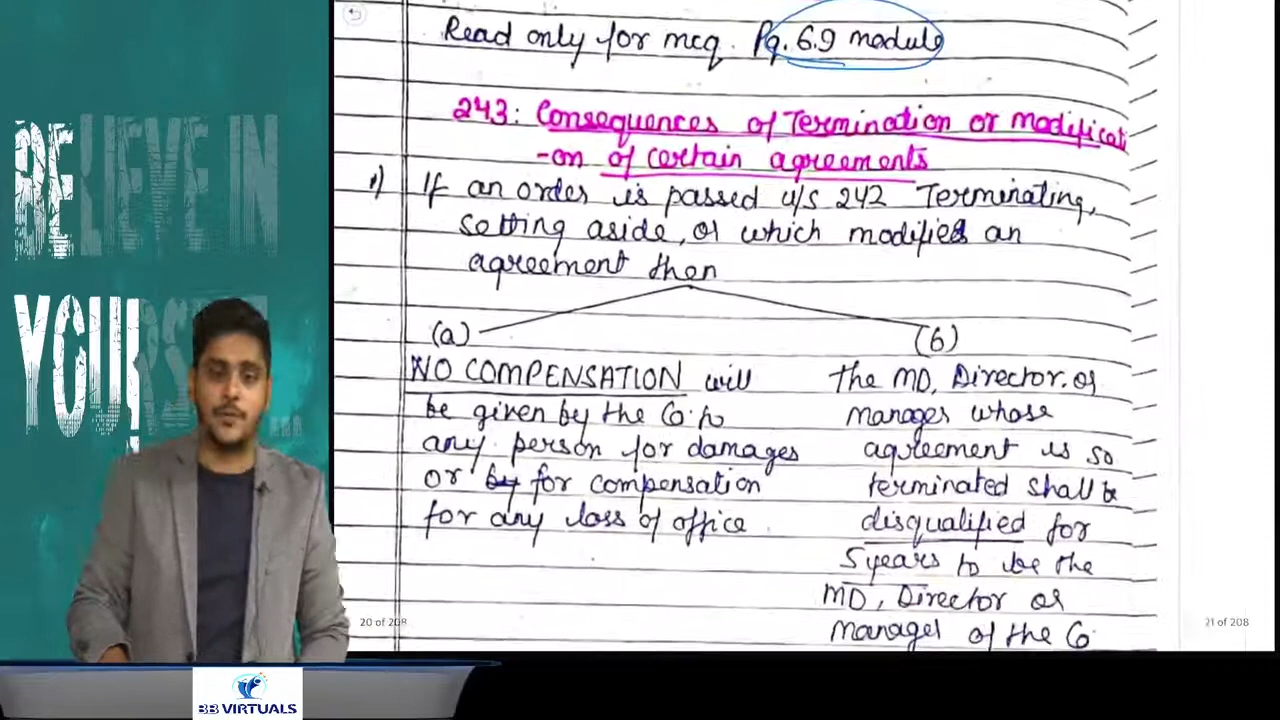 BELIEVE IN
YOUR
Read only for mcq. Pg. 6.9 module
243: Consequences of Termination or modificat
-on of certain agreements
1) If an order is passed u/s 242 Terminating,
setting aside, or which modifies an
agreement then
(a)
NO COMPENSATION will
be given by the Co. to
any person for damages
or by for compensation
for any loss of office
(b)
The MD, Director or
manager whose
agreement is so
terminated shall be
disqualified for
5 years to be the
MD, Director or
manager of the Co.
20 of 208
21 of 208
BB VIRTUALS